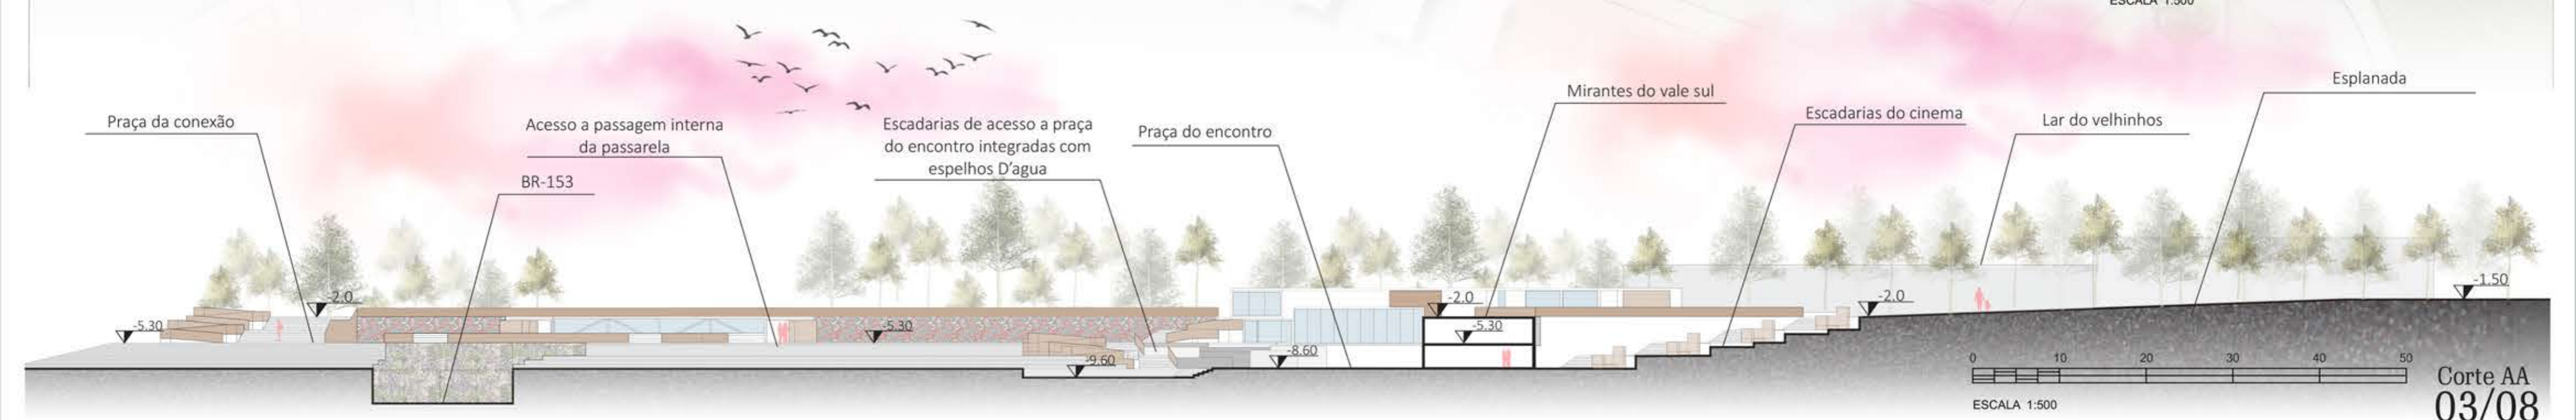 ESCALA 1:500
Praça da conexão
Acesso a passagem interna
da passarela
BR-153
Escadarias de acesso a praça
do encontro integradas com
espelhos D'agua
Praça do encontro
Mirantes do vale sul
Escadarias do cinema
Lar do velhinhos
Esplanada
-5.30
-2.0
-5.30
-9.60
-8.60
-2.0
-5.30
-2.0
-1.50
0 10 20 30 40 50
ESCALA 1:500
Corte AA
03/08